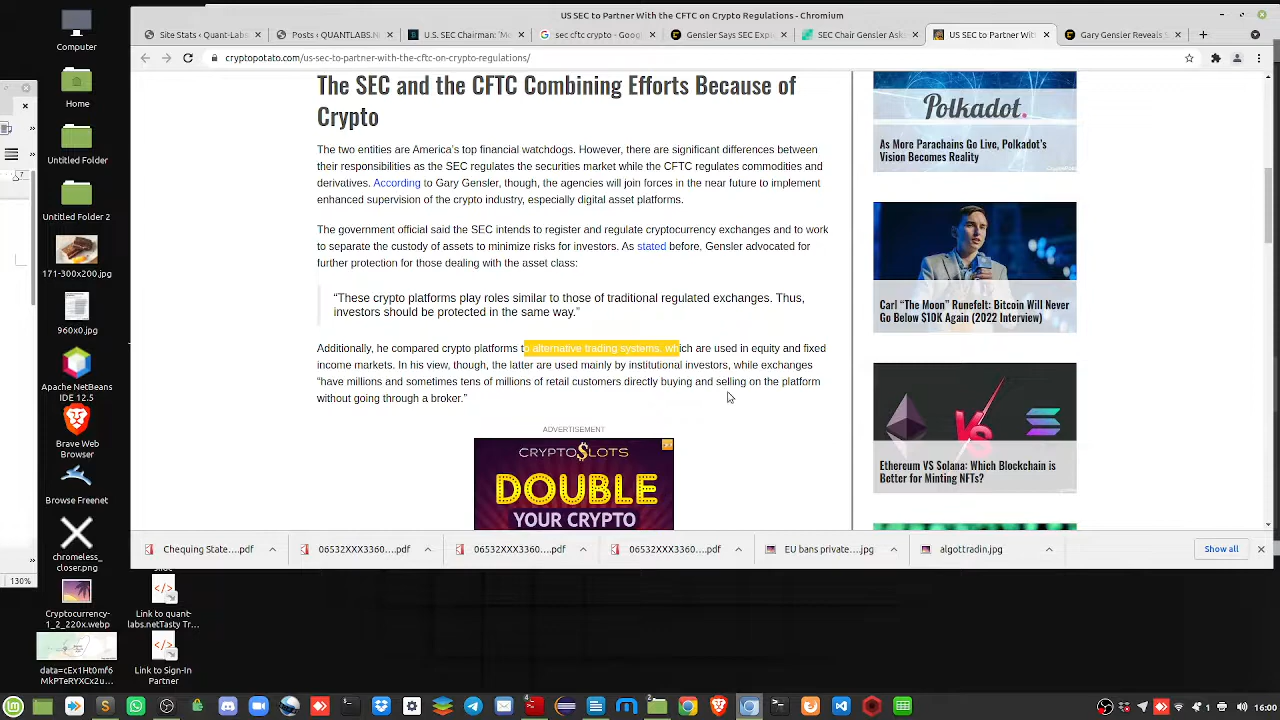 US SEC to Partner With the CFTC on Crypto Regulations - Chromium
Site Stats ‹ Quant-Labs.
Posts ‹ QUANTLABS.N
U.S. SEC Chairman: "Me
sec cftc crypto - Goog
Gensler Says SEC Exp
SEC Chair Gensler Ask
US SEC to Partner Wit
Gary Gensler Reveals S
cryptopotato.com/us-sec-to-partner-with-the-cftc-on-crypto-regulations/
The SEC and the CFTC Combining Efforts Because of
Crypto
The two entities are America's top financial watchdogs. However, there are significant differences between
their responsibilities as the SEC regulates the securities market while the CFTC regulates commodities and
derivatives. According to Gary Gensler, though, the agencies will join forces in the near future to implement
enhanced supervision of the crypto industry, especially digital asset platforms.
The government official said the SEC intends to register and regulate cryptocurrency exchanges and to work
to separate the custody of assets to minimize risks for investors. As stated before, Gensler advocated for
further protection for those dealing with the asset class:
“These crypto platforms play roles similar to those of traditional regulated exchanges. Thus,
investors should be protected in the same way.”
Additionally, he compared crypto platforms to alternative trading systems, which are used in equity and fixed
income markets. In his view, though, the latter are used mainly by institutional investors, while exchanges
“have millions and sometimes tens of millions of retail customers directly buying and selling on the platform
without going through a broker.”
ADVERTISEMENT
CRYPTO$LOTS
DOUBLE
YOUR CRYPTO
Polkadot.
As More Parachains Go Live, Polkadot's
Vision Becomes Reality
Carl “The Moon” Runefelt: Bitcoin Will Never
Go Below $10K Again (2022 Interview)
VS
Ethereum VS Solana: Which Blockchain is
Better for Minting NFTs?
Chequing State....pdf
06532XXX3360....pdf
06532XXX3360....pdf
06532XXX3360....pdf
EU bans private....jpg
algottradin.jpg
Show all
Computer
Home
Untitled Folder
Untitled Folder 2
171-300x200.jpg
960x0.jpg
Apache NetBeans
IDE 12.5
Brave Web
Browser
Browse Freenet
chromeless_
closer.png
Cryptocurrency-
1_2_220x.webp
data=cEx1Ht0mf6
MkPTeRYXCx2u...
Link to quant-
labs.netTasty Tr...
Link to Sign-In
Partner
130%
4
2
1
16:00